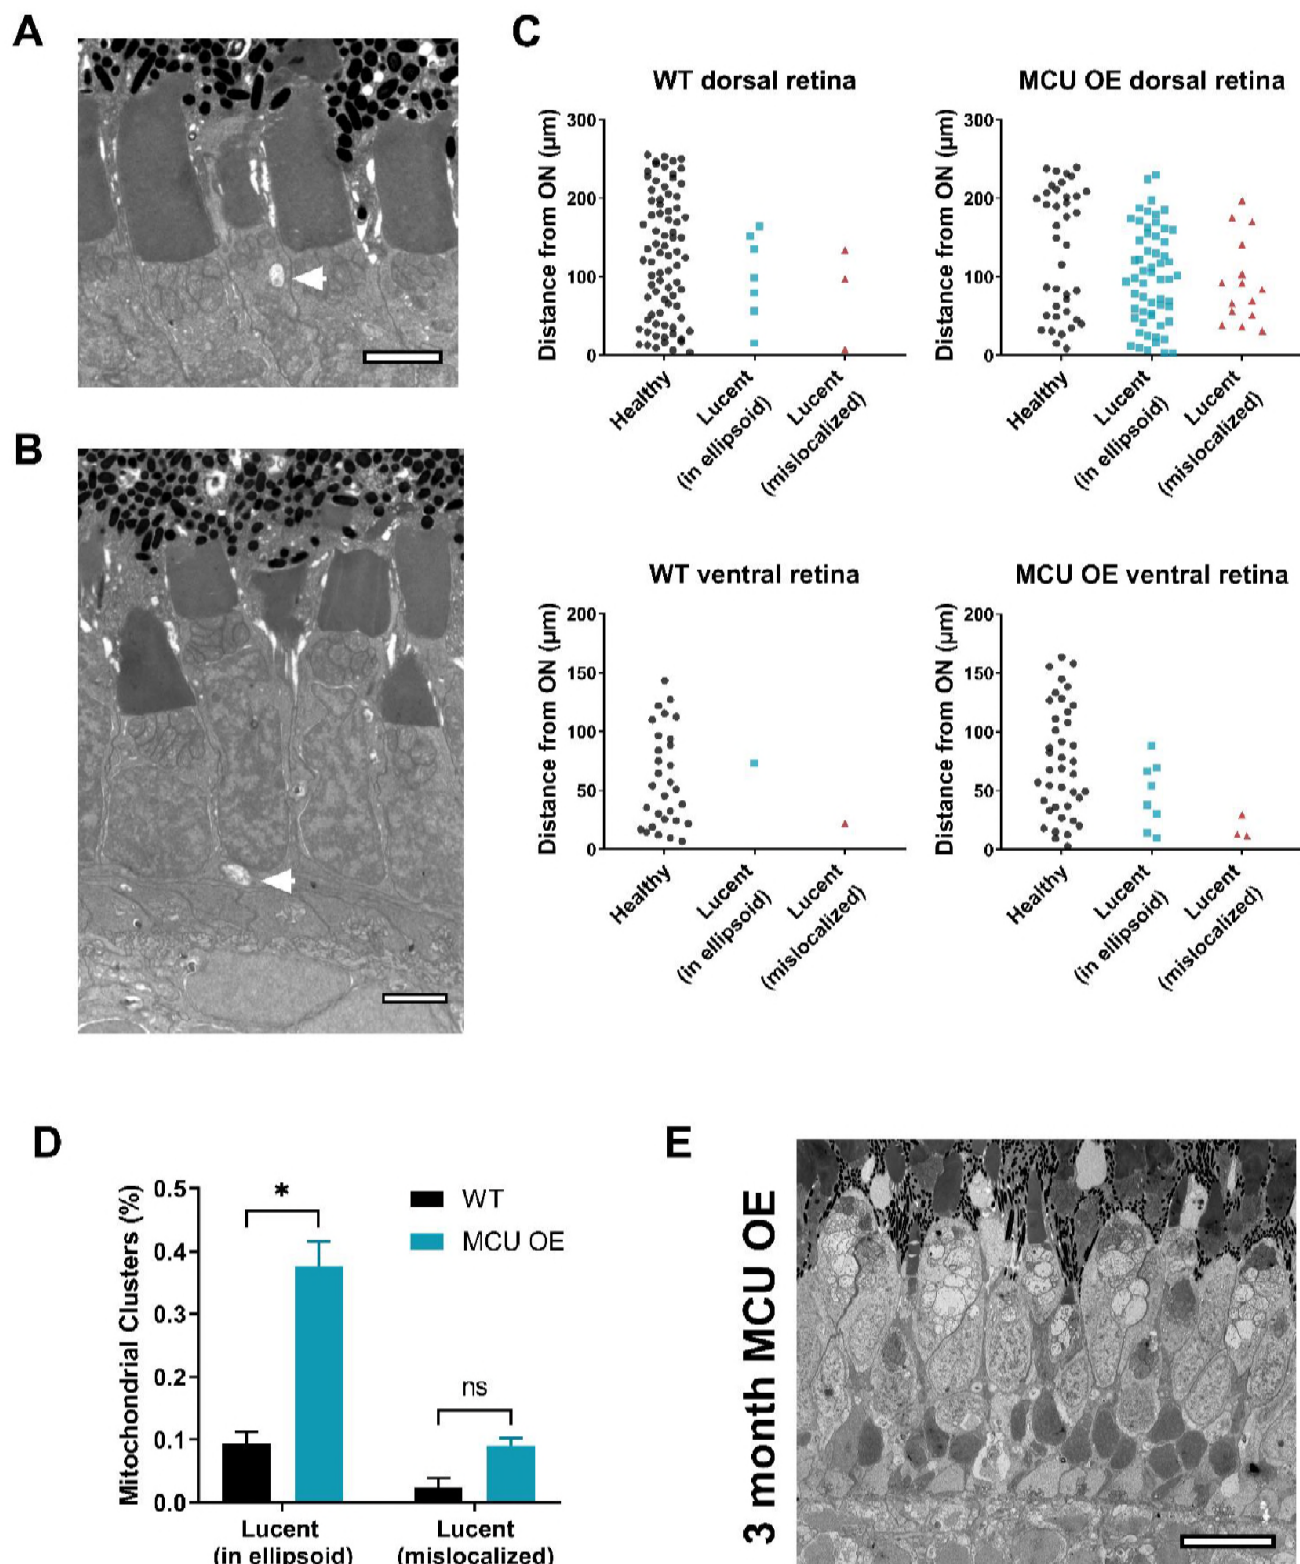 A
B
C
WT dorsal retina
Distance from ON (µm)
300
200
100
0
Healthy
Lucent
(in ellipsoid)
Lucent
(mislocalized)
MCU OE dorsal retina
Distance from ON (µm)
300
200
100
0
Healthy
Lucent
(in ellipsoid)
Lucent
(mislocalized)
WT ventral retina
Distance from ON (µm)
200
150
100
50
0
Healthy
Lucent
(in ellipsoid)
Lucent
(mislocalized)
MCU OE ventral retina
Distance from ON (µm)
200
150
100
50
0
Healthy
Lucent
(in ellipsoid)
Lucent
(mislocalized)
D
Mitochondrial Clusters (%)
0.5
0.4
0.3
0.2
0.1
0.0
*
ns
WT
MCU OE
Lucent
(in ellipsoid)
Lucent
(mislocalized)
E
3 month MCU OE